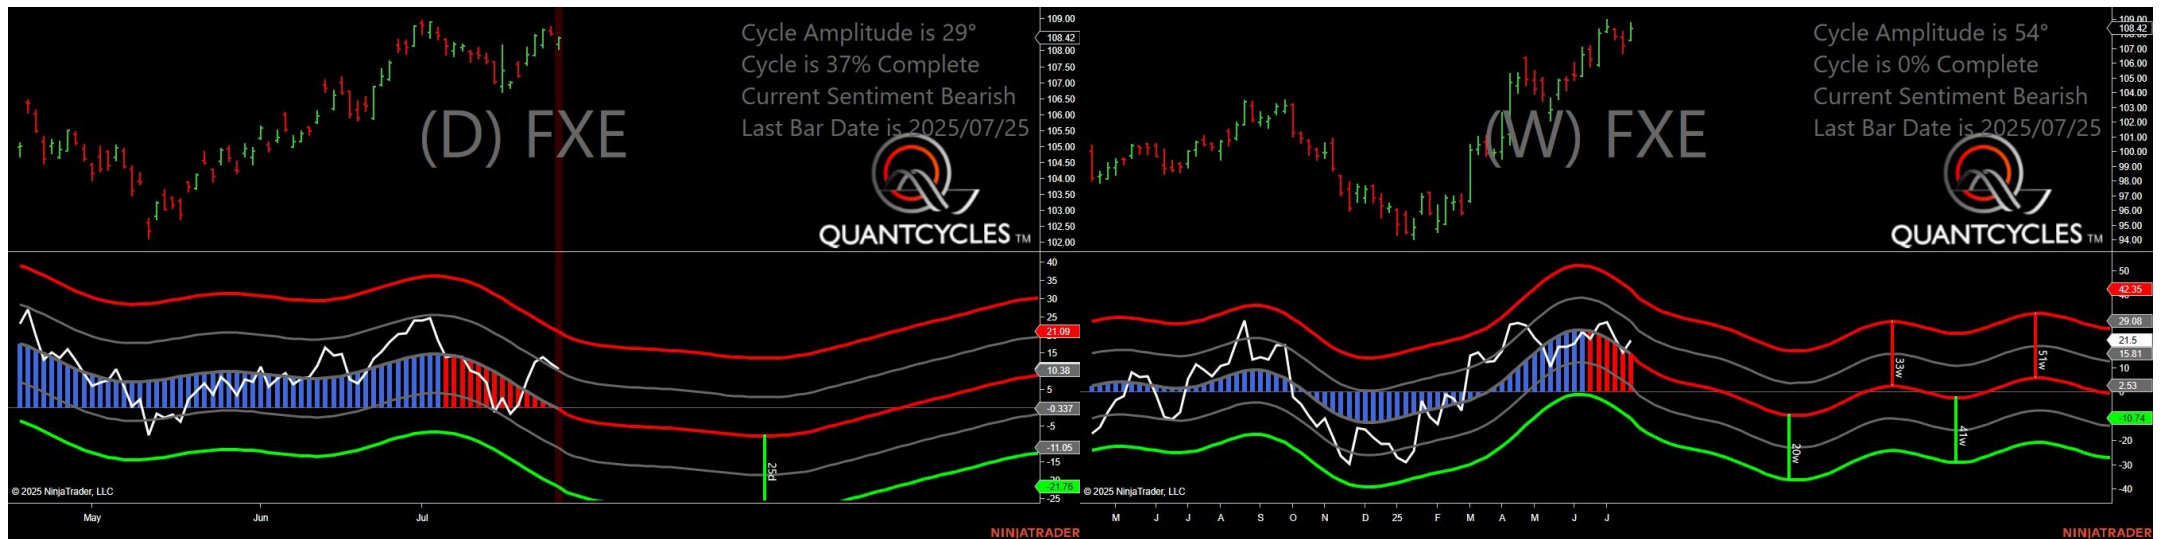 Cycle Amplitude is 29°
Cycle is 37% Complete
Current Sentiment Bearish
Last Bar Date is 2025/07/25
(D) FXE
QUANTCYCLES TM
109.00
108.42
108.00
107.50
107.00
106.50
106.00
105.50
105.00
104.50
104.00
103.50
103.00
102.50
102.00
40
35
30
25
21.09
15
10.38
5
-0.337
-5
-11.05
-15
-21.76
-25
25d
© 2025 NinjaTrader, LLC
May
Jun
Jul
NINJATRADER
Cycle Amplitude is 54°
Cycle is 0% Complete
Current Sentiment Bearish
Last Bar Date is 2025/07/25
(W) FXE
QUANTCYCLES TM
109.00
108.42
107.00
106.00
105.00
104.00
103.00
102.00
101.00
100.00
99.00
98.00
97.00
96.00
95.00
94.00
50
42.35
29.08
21.5
15.81
10
2.53
-10.74
-20
-30
-40
20w
33w
41w
51w
© 2025 NinjaTrader, LLC
M
J
J
A
S
O
N
D
25
F
M
A
M
J
J
NINJATRADER